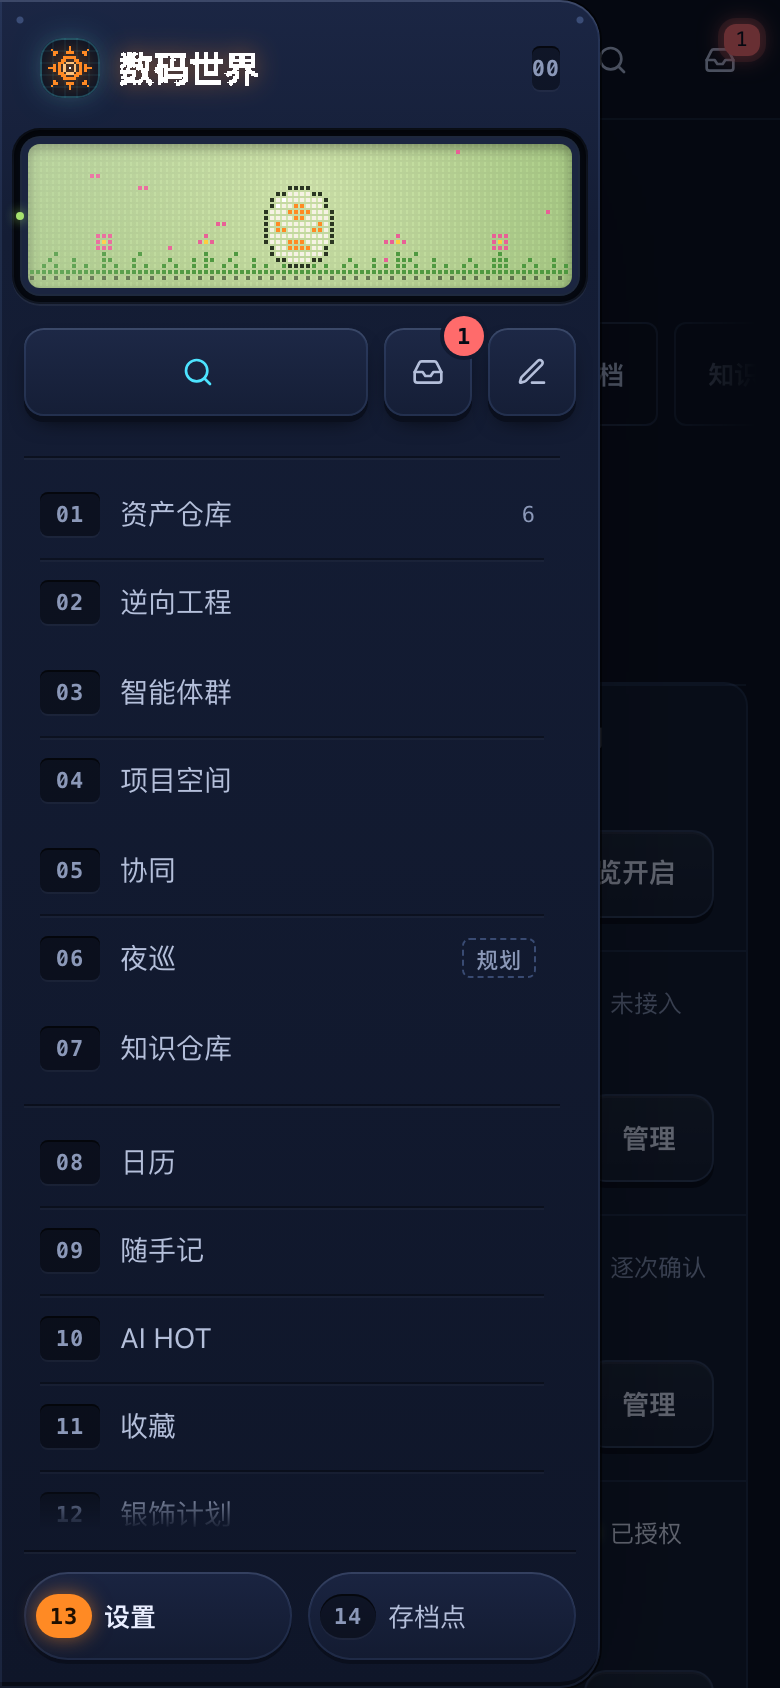 数码世界
00
1
1
01 资产仓库 6
02 逆向工程
03 智能体群
04 项目空间
05 协同
06 夜巡 规划
07 知识仓库
08 日历
09 随手记
10 AI HOT
11 收藏
12 银饰计划
13 设置
14 存档点
档
知识
览开启
未接入
管理
逐次确认
管理
已授权